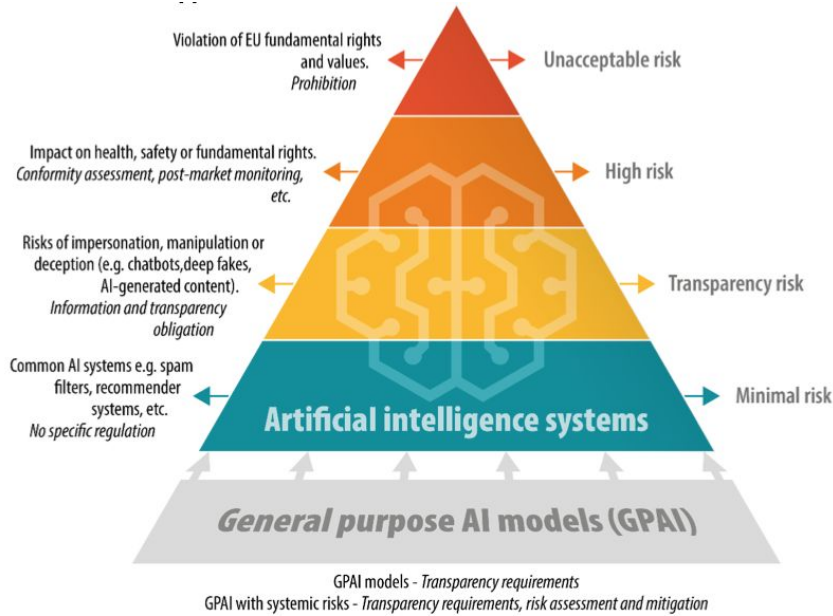 Violation of EU fundamental rights
and values.
Prohibition
Unacceptable risk
Impact on health, safety or fundamental rights.
Conformity assessment, post-market monitoring,
etc.
High risk
Risks of impersonation, manipulation or
deception (e.g. chatbots,deep fakes,
AI-generated content).
Information and transparency
obligation
Transparency risk
Common AI systems e.g. spam
filters, recommender
systems, etc.
No specific regulation
Minimal risk
Artificial intelligence systems
General purpose AI models (GPAI)
GPAI models - Transparency requirements
GPAI with systemic risks - Transparency requirements, risk assessment and mitigation